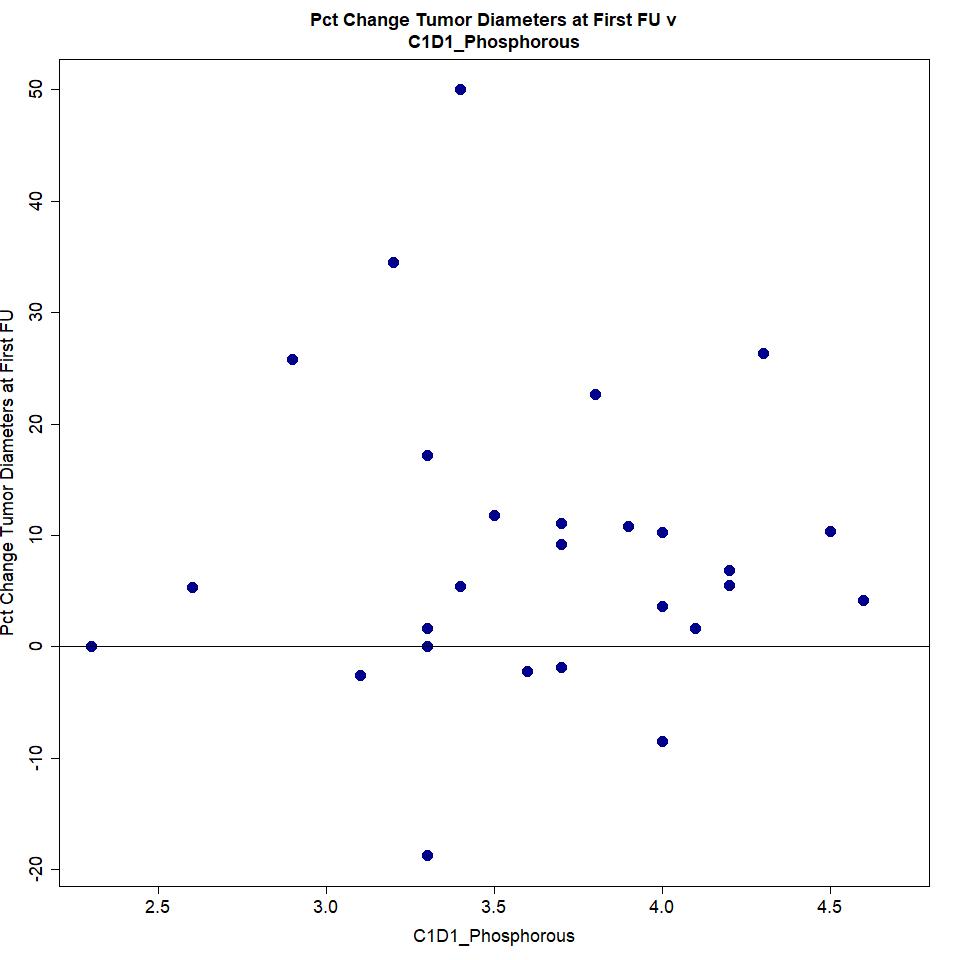 Pct Change Tumor Diameters at First FU v
C1D1_Phosphorous
Pct Change Tumor Diameters at First FU
50
40
30
20
10
0
-10
-20
2.5 3.0 3.5 4.0 4.5
C1D1_Phosphorous